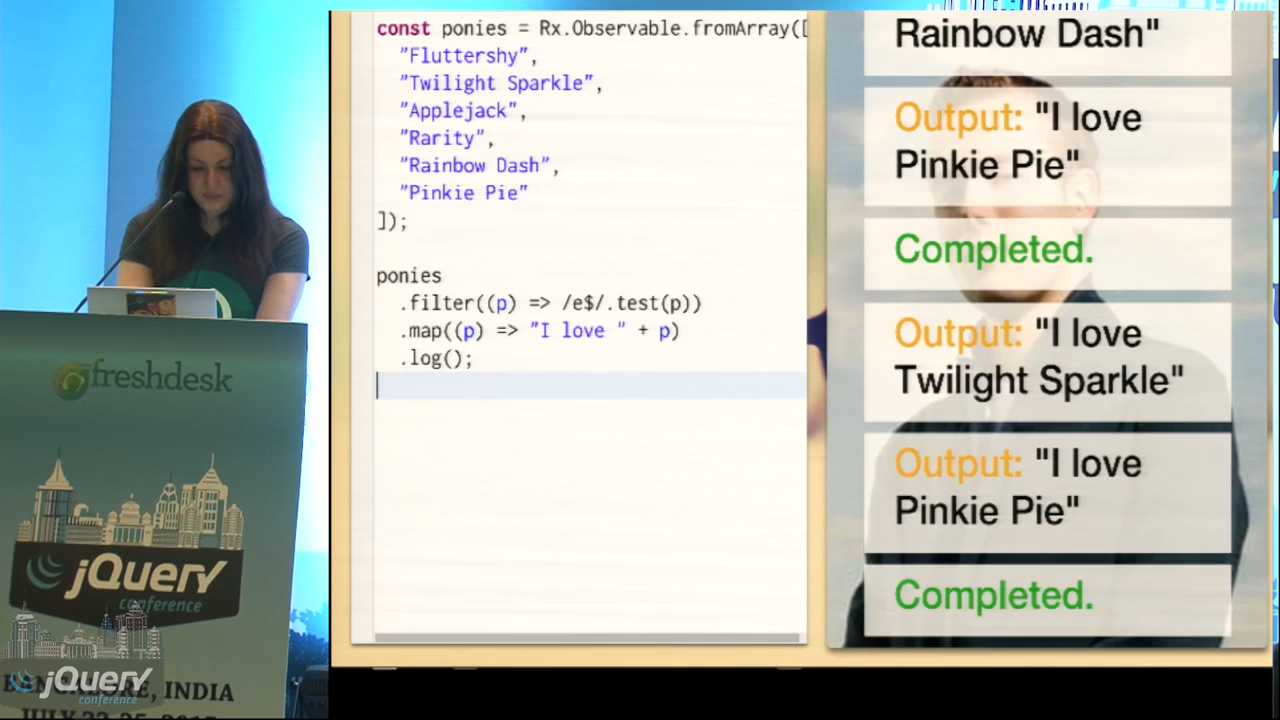 const ponies = Rx.Observable.fromArray([
"Fluttershy",
"Twilight Sparkle",
"Applejack",
"Rarity",
"Rainbow Dash",
"Pinkie Pie"
]);
ponies
.filter((p) => /e$/.test(p))
.map((p) => "I love " + p)
.log();
Rainbow Dash"
Output: "I love
Pinkie Pie"
Completed.
Output: "I love
Twilight Sparkle"
Output: "I love
Pinkie Pie"
Completed.
freshdesk
jQuery
conference
jQuery
conference
BANGALORE, INDIA
JULY